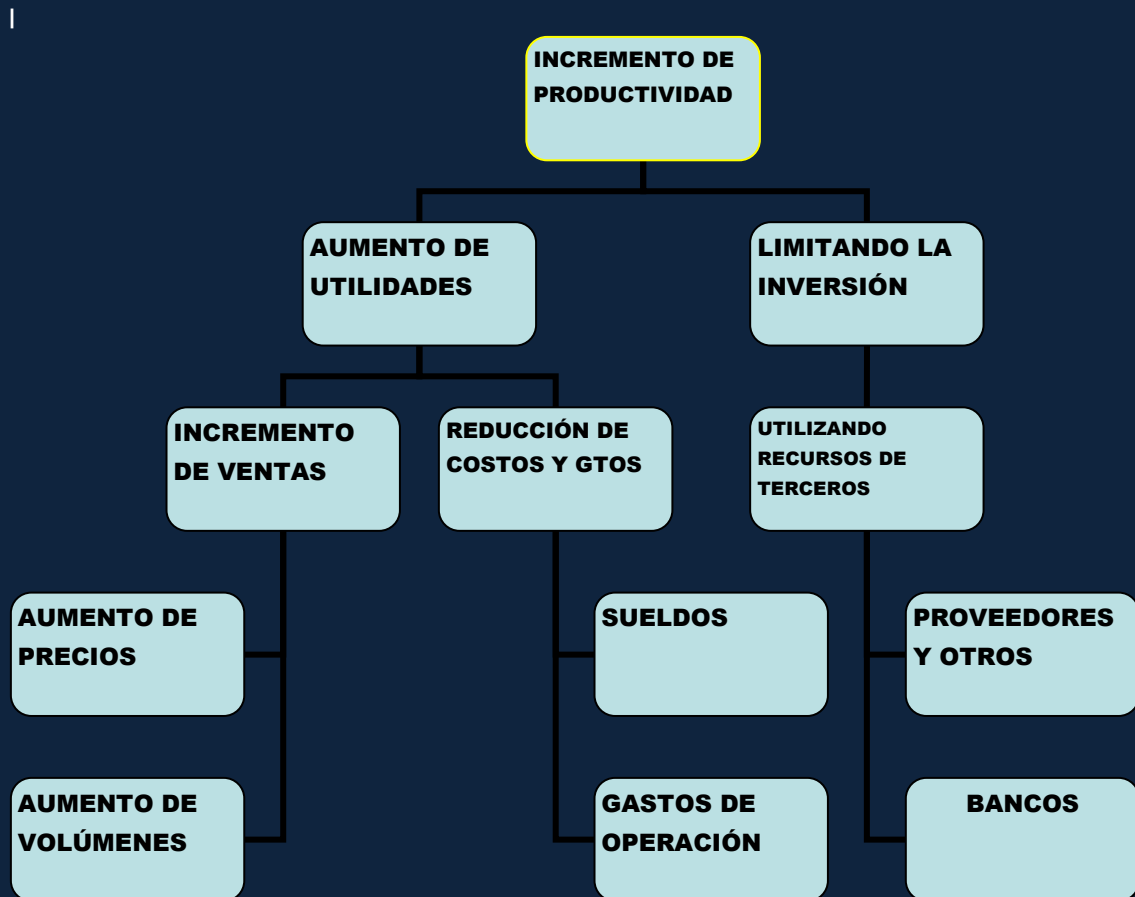 INCREMENTO DE
PRODUCTIVIDAD
AUMENTO DE
UTILIDADES
LIMITANDO LA
INVERSIÓN
INCREMENTO
DE VENTAS
REDUCCIÓN DE
COSTOS Y GTOS
UTILIZANDO
RECURSOS DE
TERCEROS
AUMENTO DE
PRECIOS
SUELDOS
PROVEEDORES
Y OTROS
AUMENTO DE
VOLÚMENES
GASTOS DE
OPERACIÓN
BANCOS